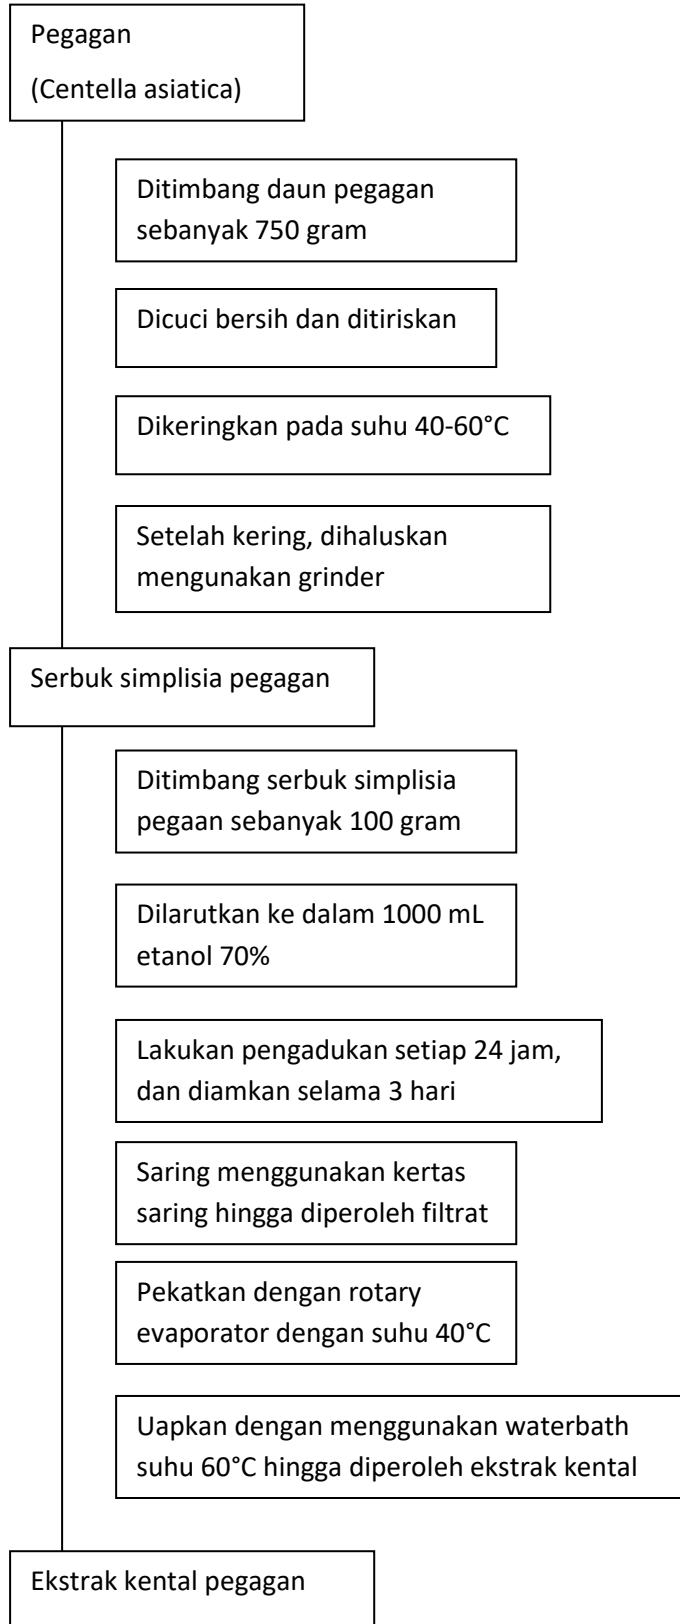 Pegagan
(Centella asiatica)
Ditimbang daun pegagan
sebanyak 750 gram
Dicuci bersih dan ditiriskan
Dikeringkan pada suhu 40-60°C
Setelah kering, dihaluskan
mengunakan grinder
Serbuk simplisia pegagan
Ditimbang serbuk simplisia
pegaan sebanyak 100 gram
Dilarutkan ke dalam 1000 mL
etanol 70%
Lakukan pengadukan setiap 24 jam,
dan diamkan selama 3 hari
Saring menggunakan kertas
saring hingga diperoleh filtrat
Pekatkan dengan rotary
evaporator dengan suhu 40°C
Uapkan dengan menggunakan waterbath
suhu 60°C hingga diperoleh ekstrak kental
Ekstrak kental pegagan